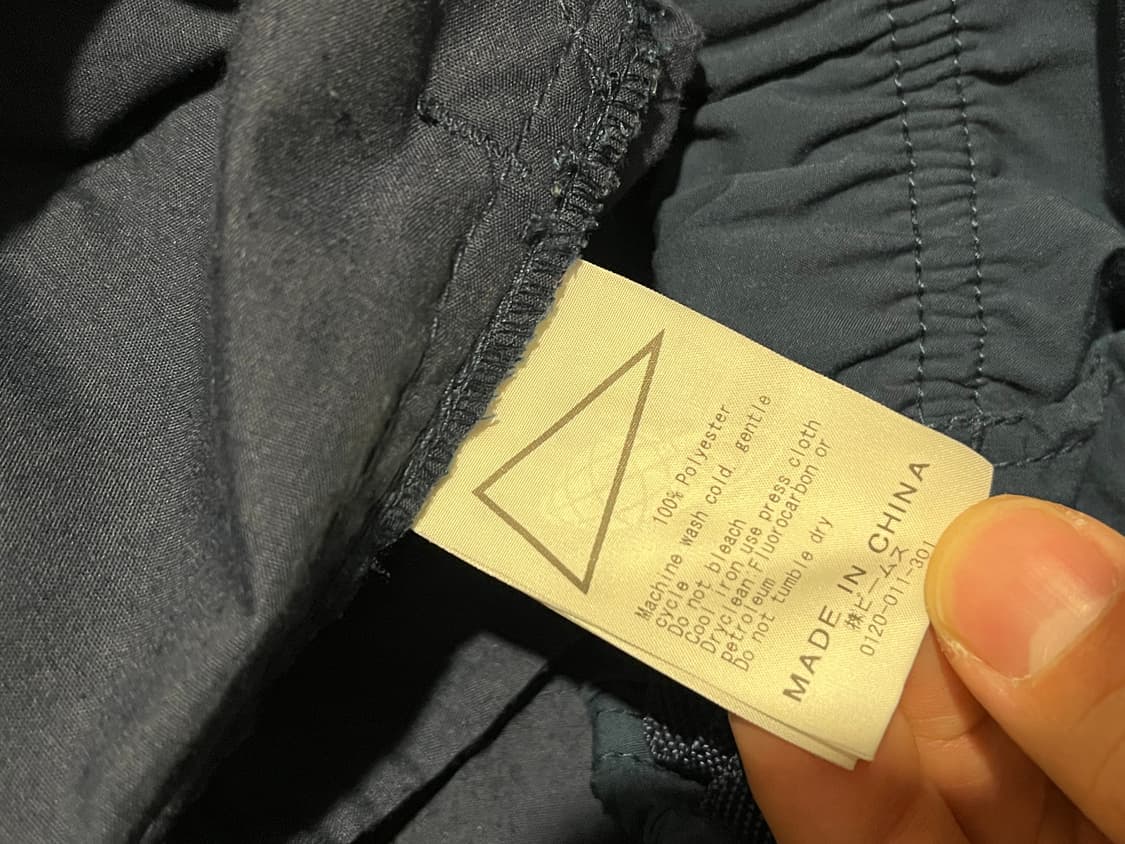 100% Polyester
Machine wash cold. gentle
cycle
Do not bleach
Cool iron use press cloth
Dryclean:Fluorocarbon or
petroleum
Do not tumble dry
MADE IN CHINA
㈱ビームス
0120-011-301